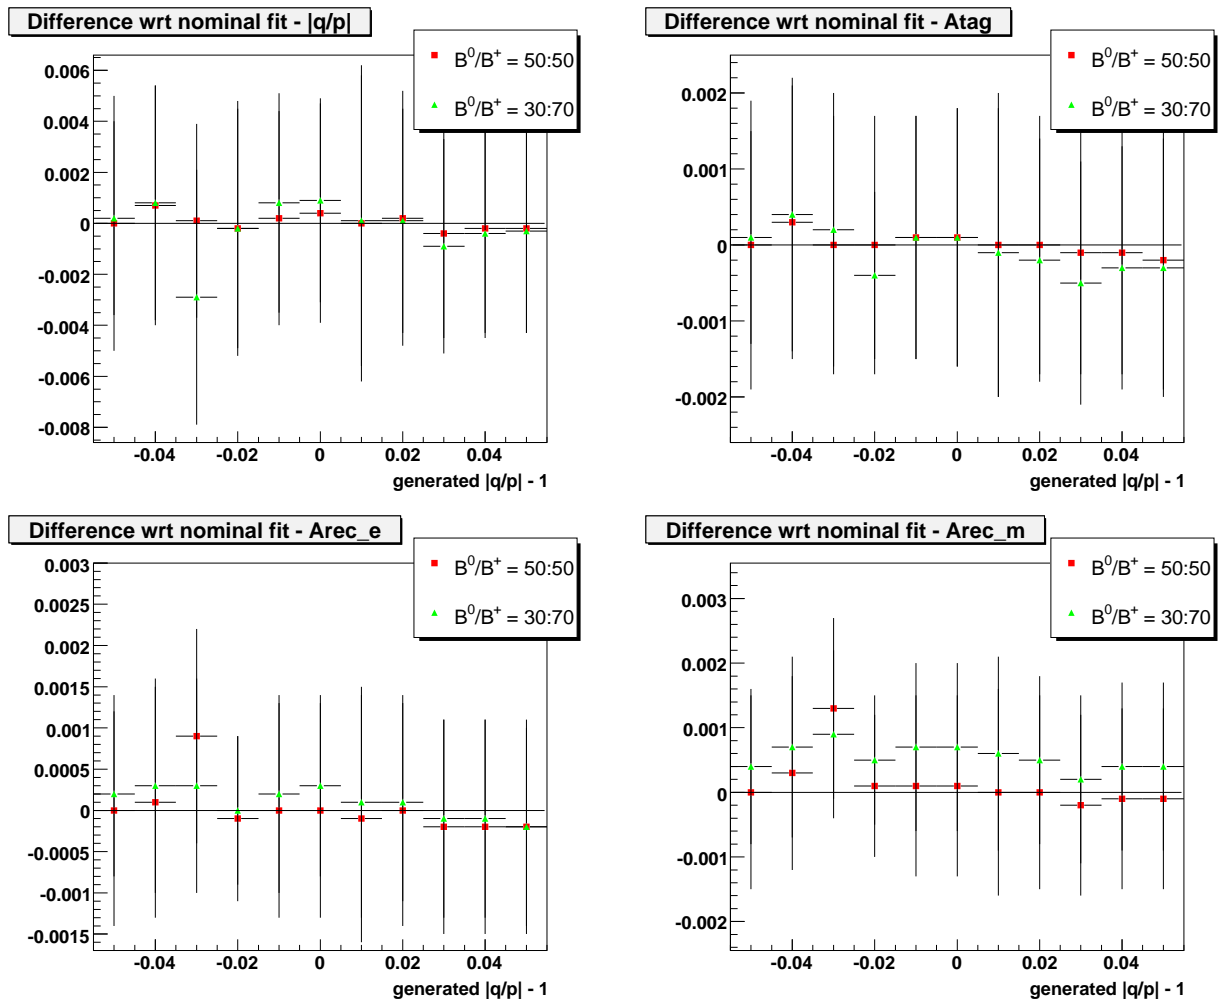 Difference wrt nominal fit - |q/p|
B0/B+ = 50:50
B0/B+ = 30:70
0.006
0.004
0.002
0
-0.002
-0.004
-0.006
-0.008
-0.04 -0.02 0 0.02 0.04
generated |q/p| - 1
Difference wrt nominal fit - Atag
B0/B+ = 50:50
B0/B+ = 30:70
0.002
0.001
0
-0.001
-0.002
-0.04 -0.02 0 0.02 0.04
generated |q/p| - 1
Difference wrt nominal fit - Arec_e
B0/B+ = 50:50
B0/B+ = 30:70
0.003
0.0025
0.002
0.0015
0.001
0.0005
0
-0.0005
-0.001
-0.0015
-0.04 -0.02 0 0.02 0.04
generated |q/p| - 1
Difference wrt nominal fit - Arec_m
B0/B+ = 50:50
B0/B+ = 30:70
0.003
0.002
0.001
0
-0.001
-0.002
-0.04 -0.02 0 0.02 0.04
generated |q/p| - 1